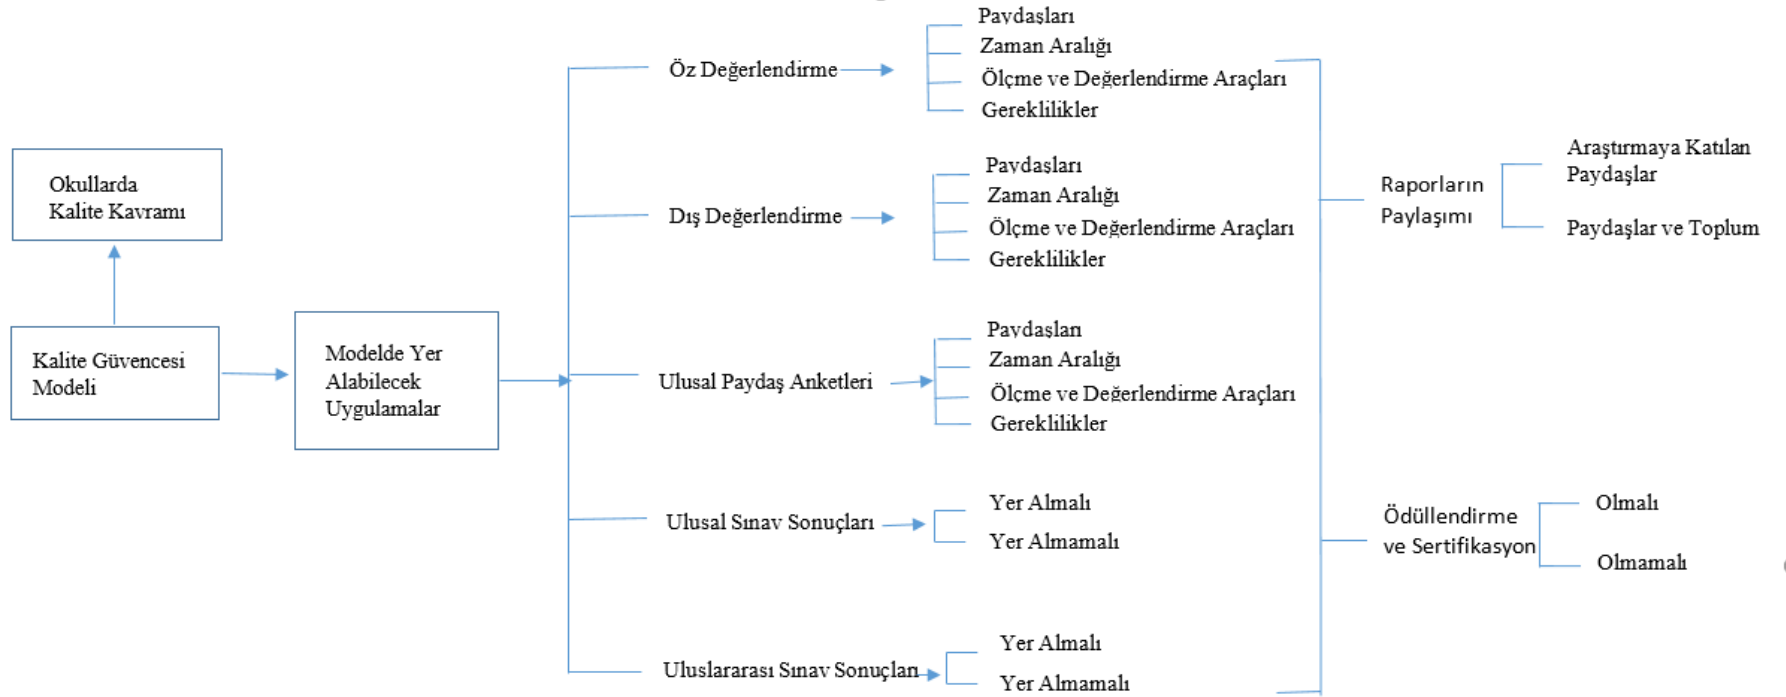 Okullarda
Kalite Kavramı
Kalite Güvencesi
Modeli
Modelde Yer
Alabilecek
Uygulamalar
Öz Değerlendirme
Paydaşları
Zaman Aralığı
Ölçme ve Değerlendirme Araçları
Gereklilikler
Dış Değerlendirme
Paydaşları
Zaman Aralığı
Ölçme ve Değerlendirme Araçları
Gereklilikler
Ulusal Paydaş Anketleri
Paydaşları
Zaman Aralığı
Ölçme ve Değerlendirme Araçları
Gereklilikler
Ulusal Sınav Sonuçları
Yer Almalı
Yer Almamalı
Uluslararası Sınav Sonuçları
Yer Almalı
Yer Almamalı
Raporların
Paylaşımı
Araştırmaya Katılan
Paydaşlar
Paydaşlar ve Toplum
Ödüllendirme
ve Sertifikasyon
Olmalı
Olmamalı